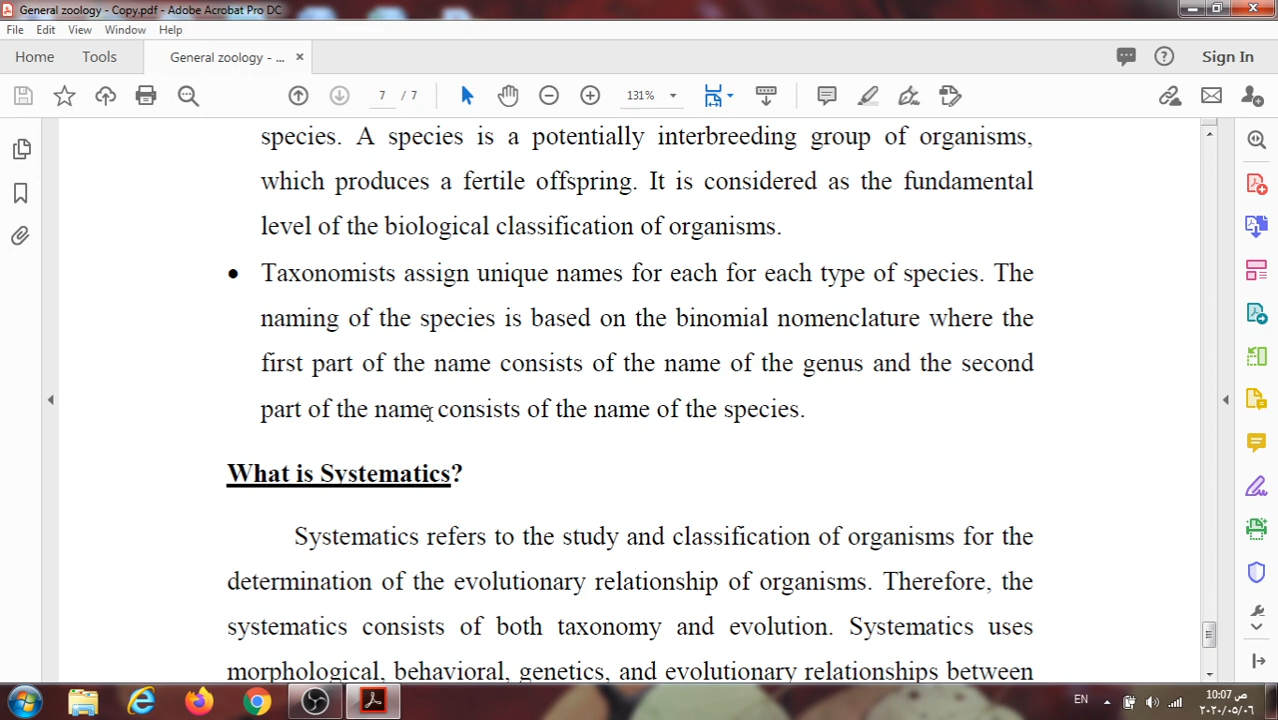 General zoology - Copy.pdf - Adobe Acrobat Pro DC
File Edit View Window Help
Home Tools General zoology - ... × Sign In
7 / 7 131%
species. A species is a potentially interbreeding group of organisms,
which produces a fertile offspring. It is considered as the fundamental
level of the biological classification of organisms.
• Taxonomists assign unique names for each for each type of species. The
naming of the species is based on the binomial nomenclature where the
first part of the name consists of the name of the genus and the second
part of the name consists of the name of the species.
What is Systematics?
Systematics refers to the study and classification of organisms for the
determination of the evolutionary relationship of organisms. Therefore, the
systematics consists of both taxonomy and evolution. Systematics uses
morphological, behavioral, genetics, and evolutionary relationships between
EN
10:07 ص
٢٠٢٠/٠٥/٠٦